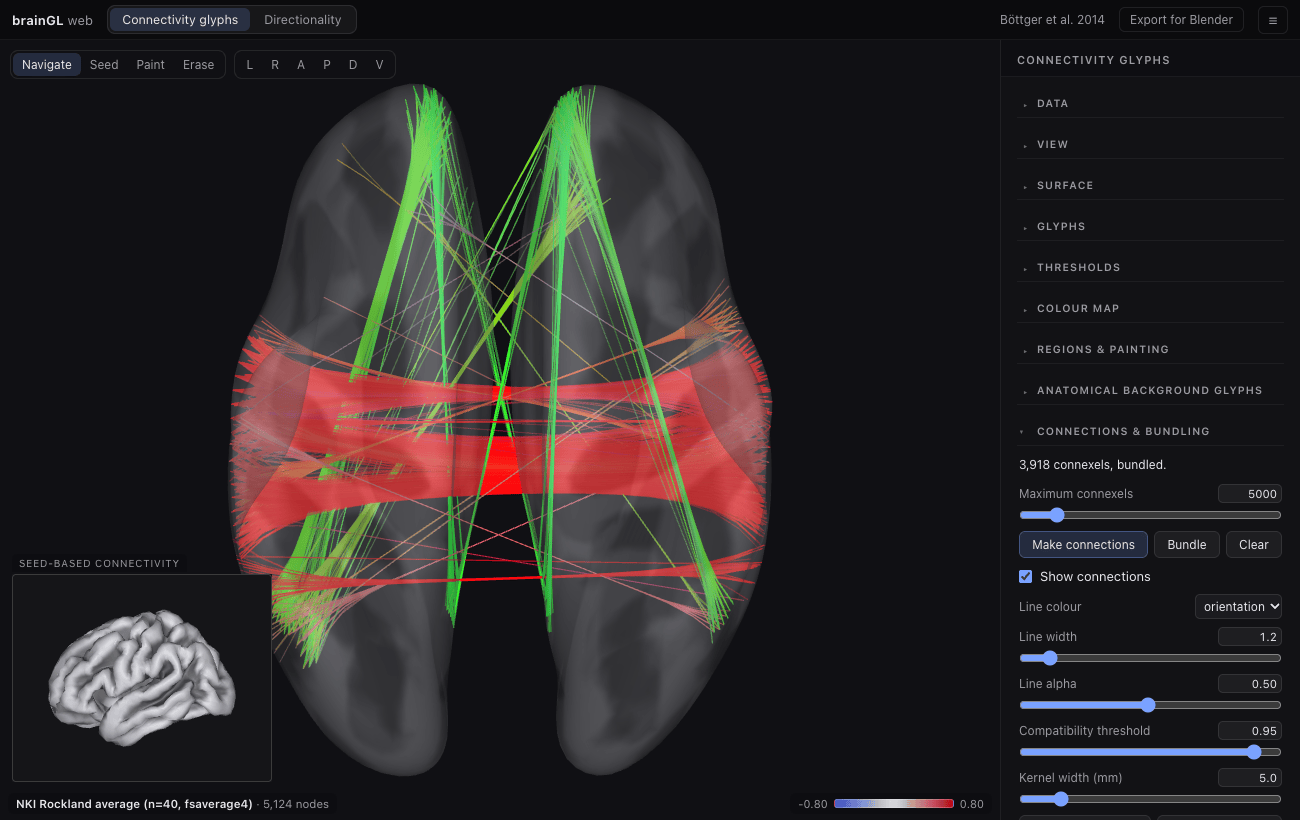 brainGL web Connectivity glyphs Directionality Böttger et al. 2014 Export for Blender ≡
Navigate Seed Paint Erase L R A P D V
CONNECTIVITY GLYPHS
DATA
VIEW
SURFACE
GLYPHS
THRESHOLDS
COLOUR MAP
REGIONS & PAINTING
ANATOMICAL BACKGROUND GLYPHS
CONNECTIONS & BUNDLING
3,918 connexels, bundled.
Maximum connexels 5000
Make connections Bundle Clear
Show connections
Line colour orientation
Line width 1.2
Line alpha 0.50
Compatibility threshold 0.95
Kernel width (mm) 5.0
SEED-BASED CONNECTIVITY
NKI Rockland average (n=40, fsaverage4) · 5,124 nodes
-0.80 0.80